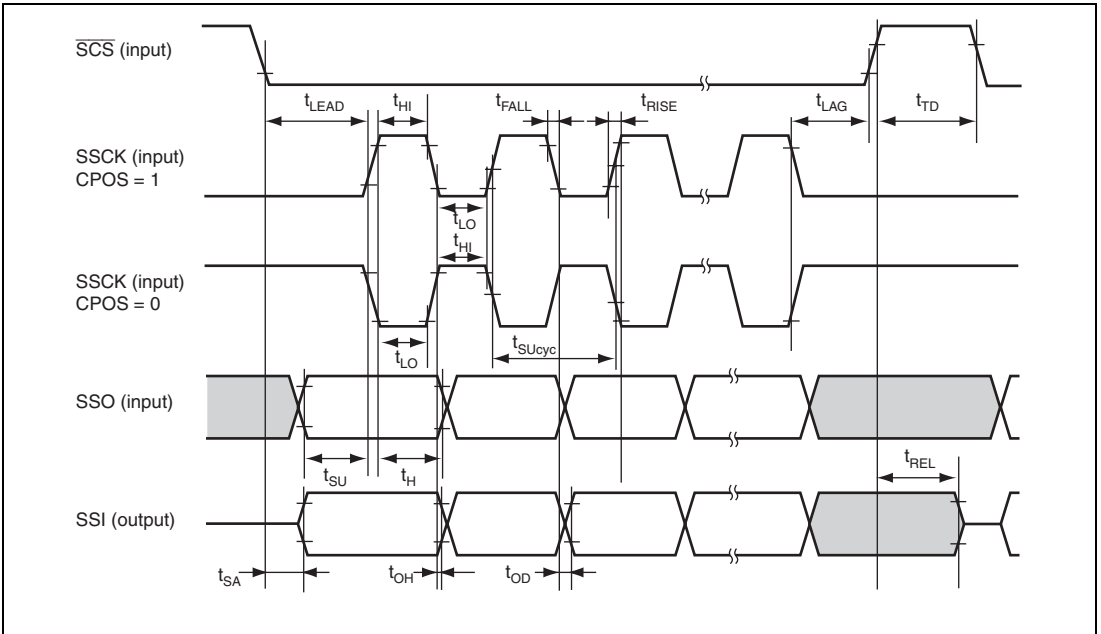 S̅C̅S̅ (input)
tLEAD tHI tFALL tRISE tLAG tTD
SSCK (input)
CPOS = 1
tLO
tHI
SSCK (input)
CPOS = 0
tLO
tSUcyc
SSO (input)
tSU tH tREL
SSI (output)
tSA tOH tOD